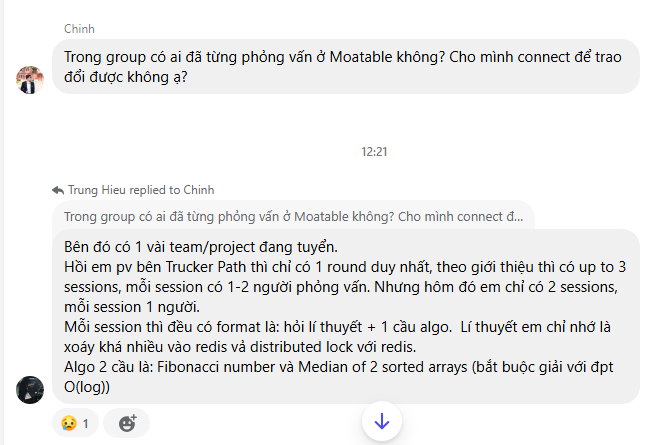 Chinh
Trong group có ai đã từng phỏng vấn ở Moatable không? Cho mình connect để trao
đổi được không ạ?
12:21
Trung Hieu replied to Chinh
Trong group có ai đã từng phỏng vấn ở Moatable không? Cho mình connect đ...
Bên đó có 1 vài team/project đang tuyển.
Hồi em pv bên Trucker Path thì chỉ có 1 round duy nhất, theo giới thiệu thì có up to 3
sessions, mỗi session có 1-2 người phỏng vấn. Nhưng hôm đó em chỉ có 2 sessions,
mỗi session 1 người.
Mỗi session thì đều có format là: hỏi lí thuyết + 1 cầu algo. Lí thuyết em chỉ nhớ là
xoáy khá nhiều vào redis vả distributed lock với redis.
Algo 2 cầu là: Fibonacci number và Median of 2 sorted arrays (bắt buộc giải với đpt
O(log))
1